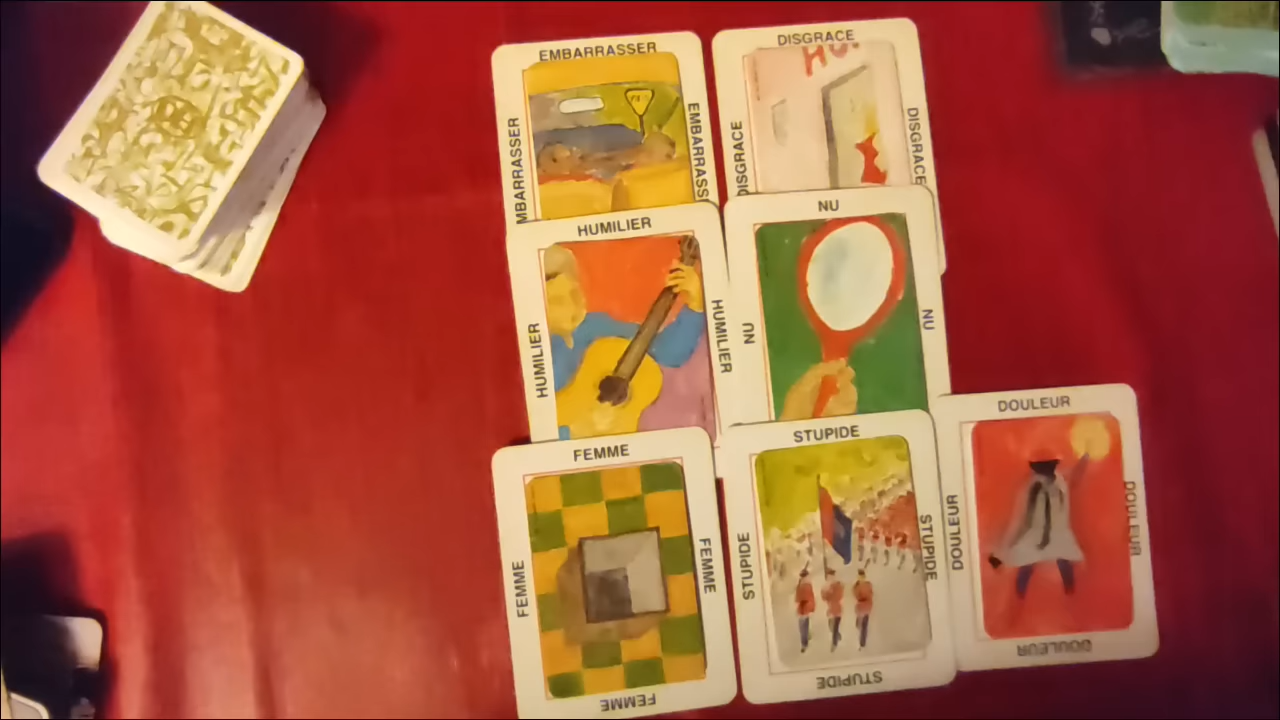 EMBARRASSER
EMBARRASSER
EMBARRASS
DISGRACE
DISGRACE
DISGRACE
HUMILIER
HUMILIER
HUMILIER
NU
NU
NU
FEMME
FEMME
FEMME
FEMME
STUPIDE
STUPIDE
STUPIDE
STUPIDE
DOULEUR
DOULEUR
DOULEUR
DOULEUR